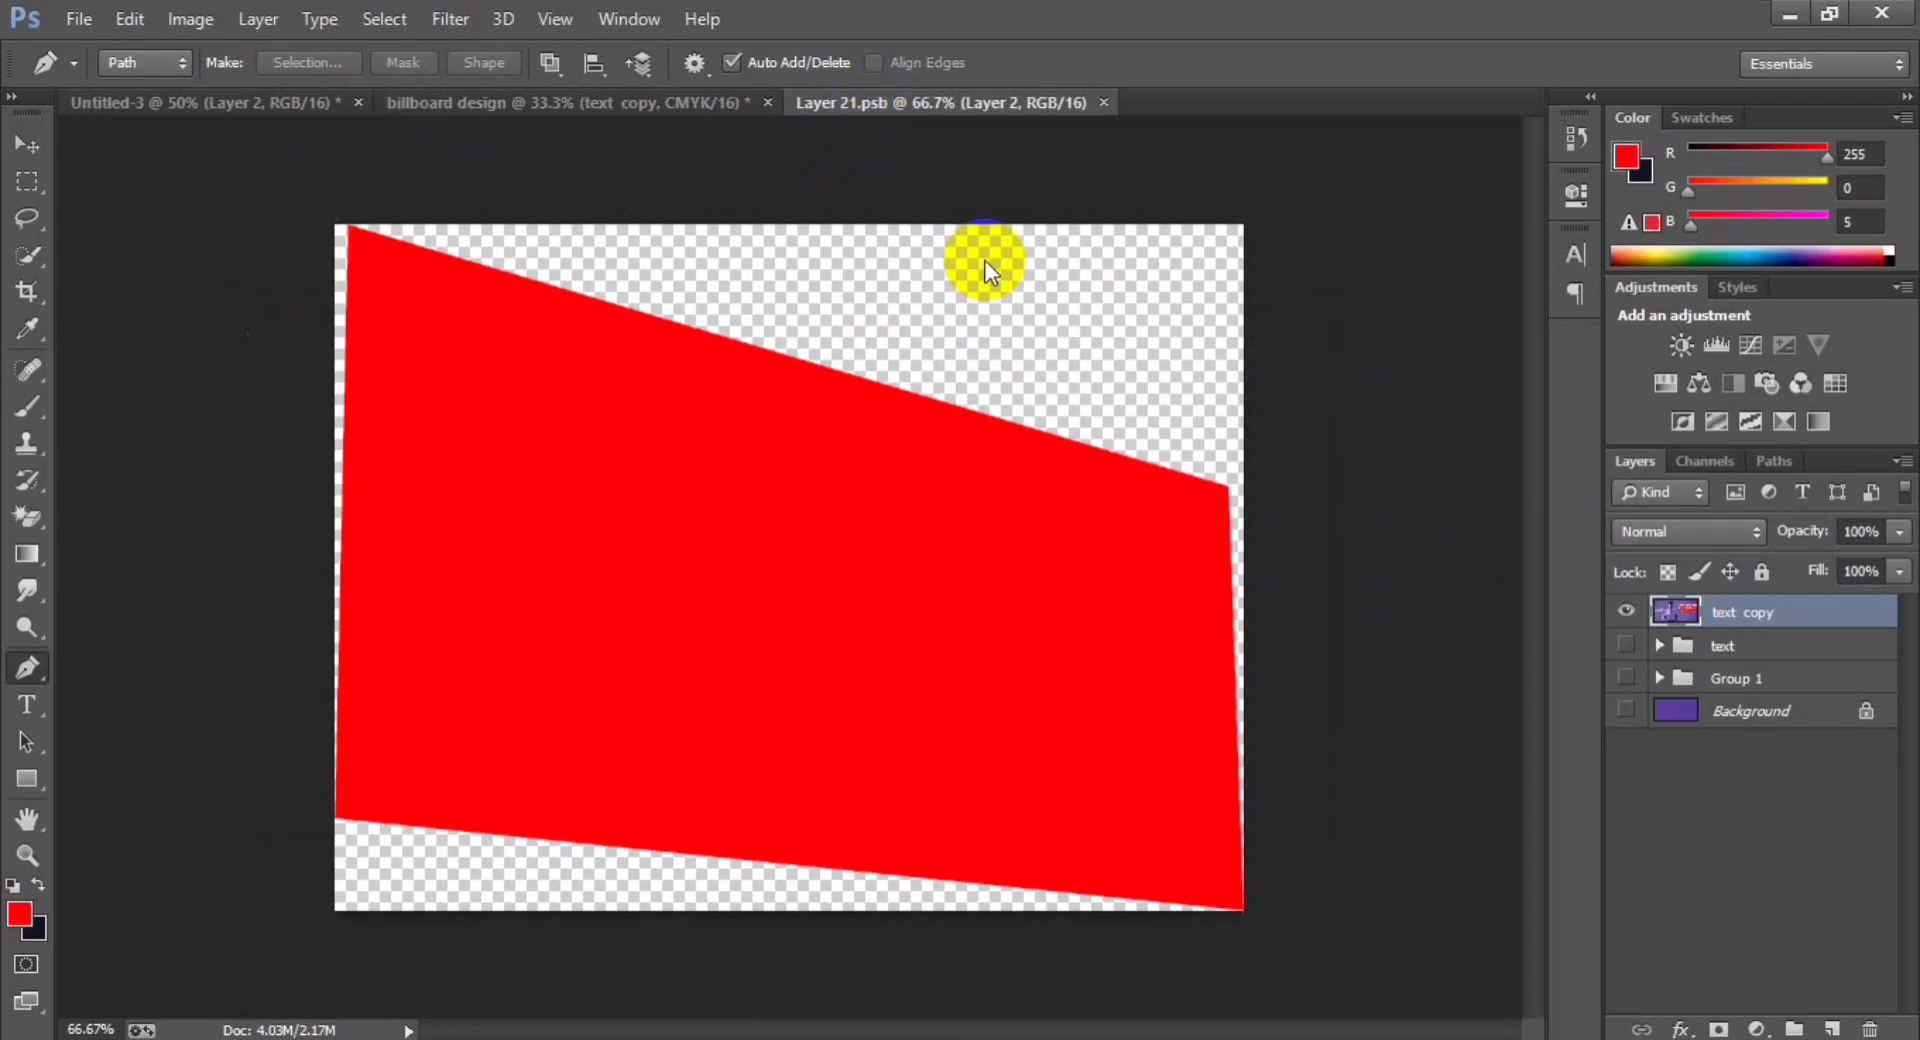 Ps File Edit Image Layer Type Select Filter 3D View Window Help
Path Make: Selection... Mask Shape Auto Add/Delete Align Edges Essentials
Untitled-3 @ 50% (Layer 2, RGB/16) * × billboard design @ 33.3% (text copy, CMYK/16) * × Layer 21.psb @ 66.7% (Layer 2, RGB/16) ×
Color Swatches
R 255
G 0
B 5
Adjustments Styles
Add an adjustment
Layers Channels Paths
Kind
Normal Opacity: 100%
Lock: Fill: 100%
text copy
text
Group 1
Background
66.67% Doc: 4.03M/2.17M